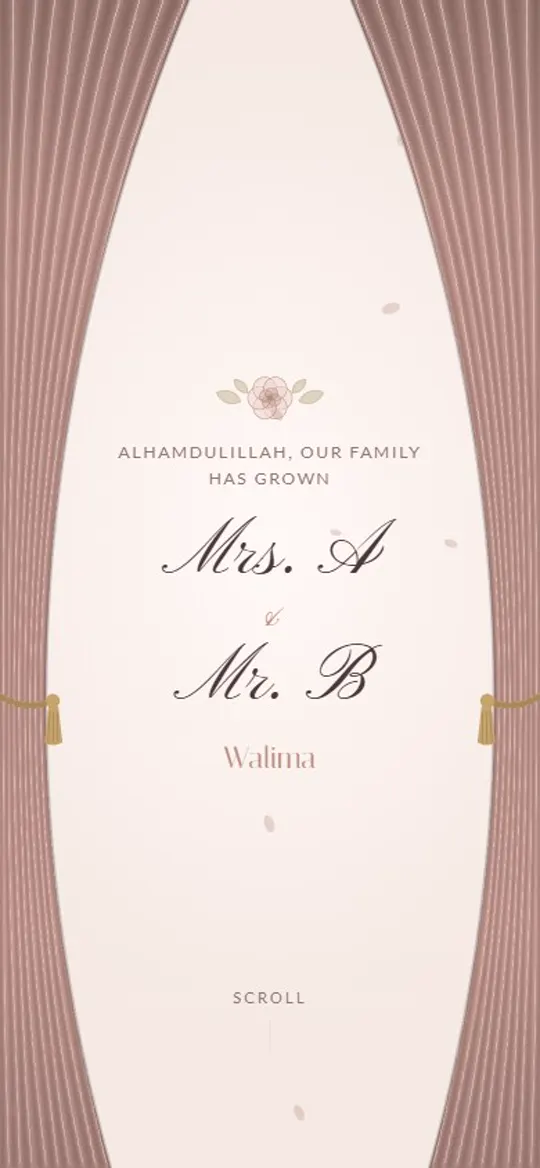 ALHAMDULILLAH, OUR FAMILY
HAS GROWN
Mrs. A
&
Mr. B
Walima
SCROLL